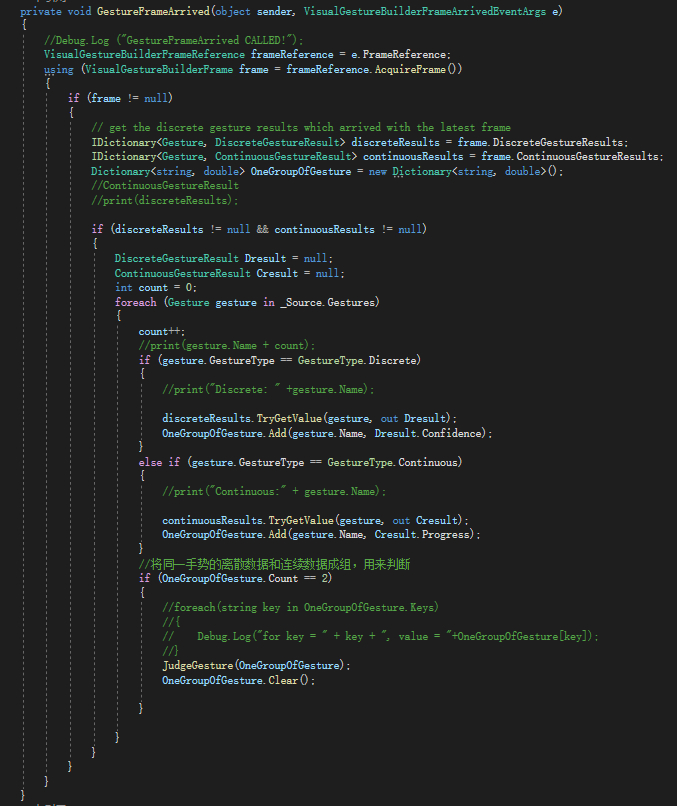 private void GestureFrameArrived(object sender, VisualGestureBuilderFrameArrivedEventArgs e)
{
//Debug.Log ("GestureFrameArrived CALLED!");
VisualGestureBuilderFrameReference frameReference = e.FrameReference;
using (VisualGestureBuilderFrame frame = frameReference.AcquireFrame())
{
if (frame != null)
{
// get the discrete gesture results which arrived with the latest frame
IDictionary<Gesture, DiscreteGestureResult> discreteResults = frame.DiscreteGestureResults;
IDictionary<Gesture, ContinuousGestureResult> continuousResults = frame.ContinuousGestureResults;
Dictionary<string, double> OneGroupOfGesture = new Dictionary<string, double>();
//ContinuousGestureResult
//print(discreteResults);
if (discreteResults != null && continuousResults != null)
{
DiscreteGestureResult Dresult = null;
ContinuousGestureResult Cresult = null;
int count = 0;
foreach (Gesture gesture in _Source.Gestures)
{
count++;
//print(gesture.Name + count);
if (gesture.GestureType == GestureType.Discrete)
{
//print("Discrete: " +gesture.Name);
discreteResults.TryGetValue(gesture, out Dresult);
OneGroupOfGesture.Add(gesture.Name, Dresult.Confidence);
}
else if (gesture.GestureType == GestureType.Continuous)
{
//print("Continuous:" + gesture.Name);
continuousResults.TryGetValue(gesture, out Cresult);
OneGroupOfGesture.Add(gesture.Name, Cresult.Progress);
}
//将同一手势的离散数据和连续数据成组，用来判断
if (OneGroupOfGesture.Count == 2)
{
//foreach(string key in OneGroupOfGesture.Keys)
//{
//    Debug.Log("for key = " + key + ", value = "+OneGroupOfGesture[key]);
//}
JudgeGesture(OneGroupOfGesture);
OneGroupOfGesture.Clear();
}
}
}
}
}
}